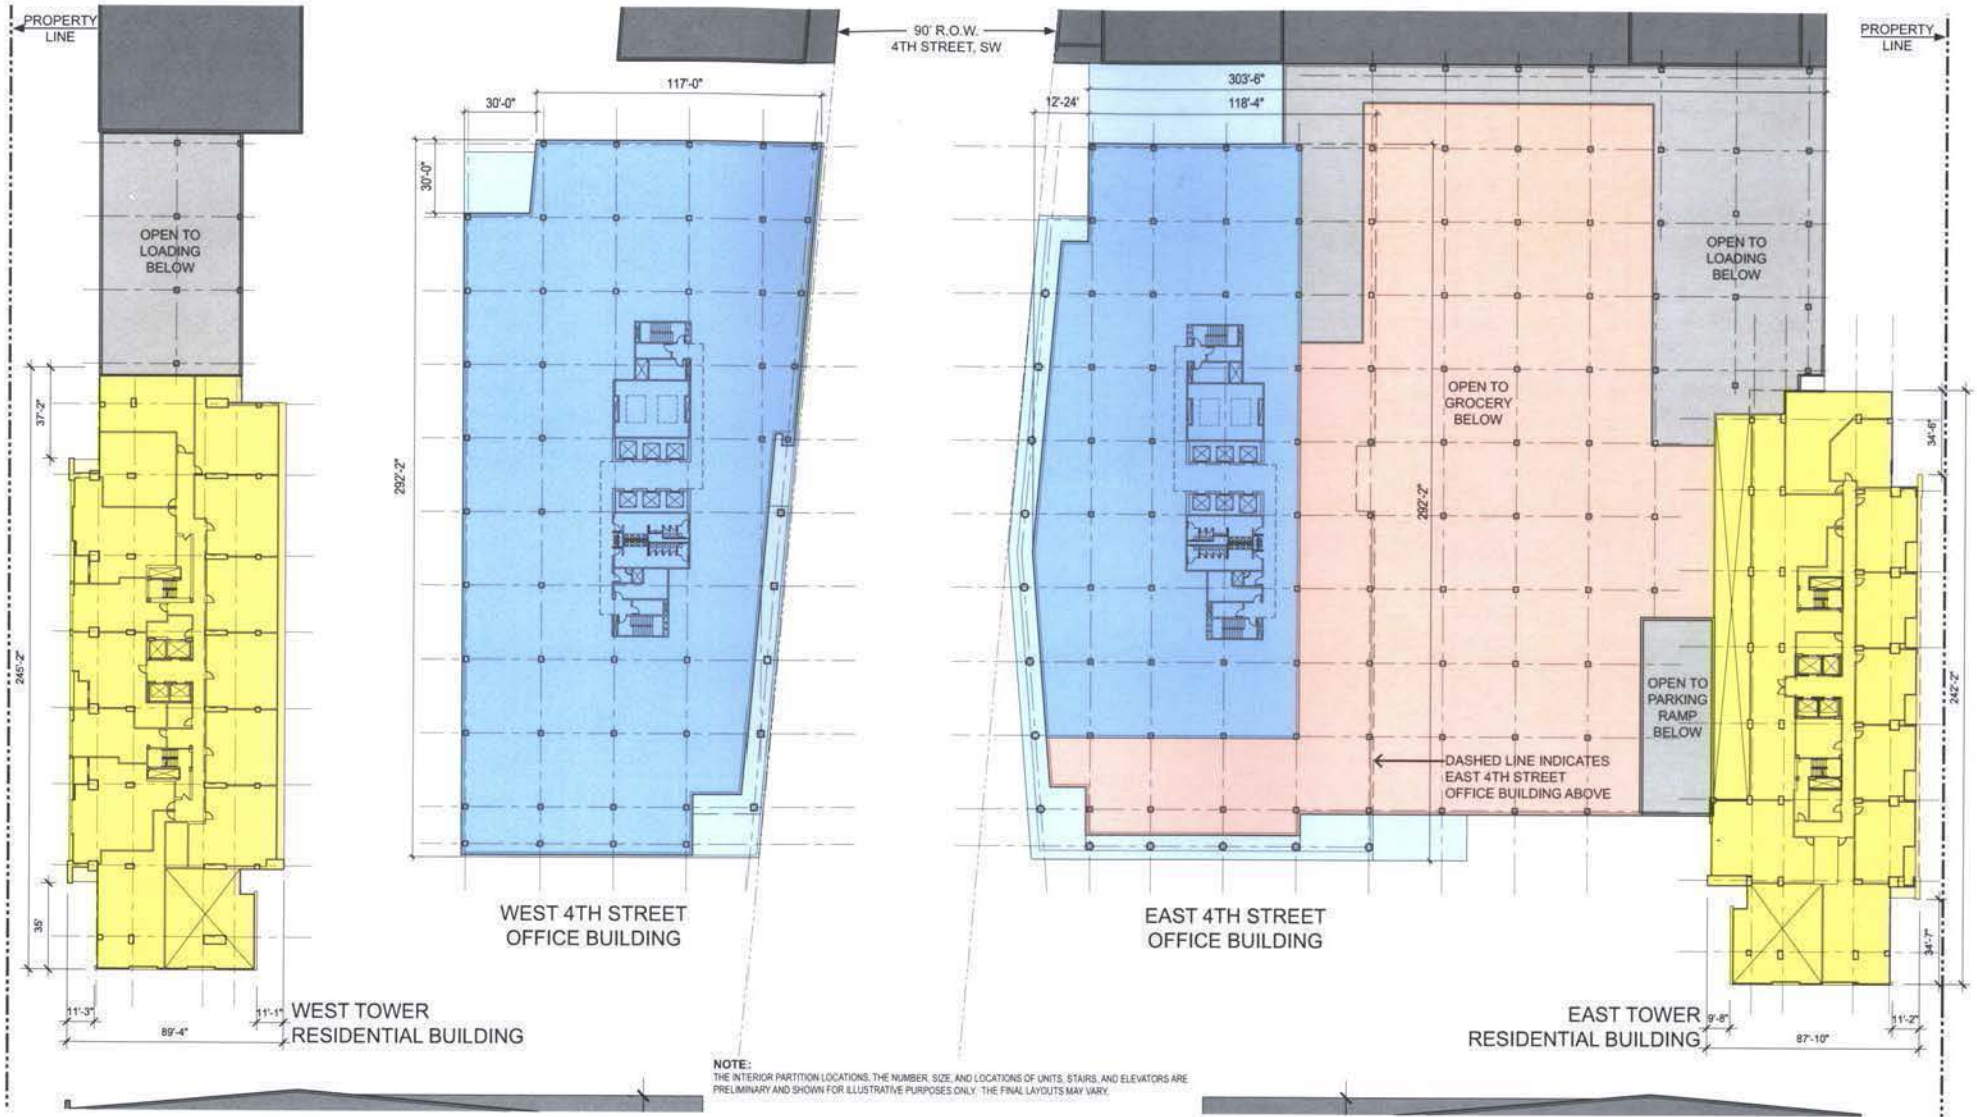 PROPERTY
LINE
90' R.O.W.
4TH STREET, SW
PROPERTY
LINE
117'-0"
30'-0"
303'-6"
12'-24'
118'-4"
30'-0"
OPEN TO
LOADING
BELOW
OPEN TO
LOADING
BELOW
37'-2"
OPEN TO
GROCERY
BELOW
34'-6"
292'-2"
292'-2"
245'-2"
242'-2"
OPEN TO
PARKING
RAMP
BELOW
DASHED LINE INDICATES
EAST 4TH STREET
OFFICE BUILDING ABOVE
35'
WEST 4TH STREET
OFFICE BUILDING
EAST 4TH STREET
OFFICE BUILDING
34'-7"
11'-3"
11'-1"
WEST TOWER
RESIDENTIAL BUILDING
89'-4"
EAST TOWER
RESIDENTIAL BUILDING
9'-8"
11'-2"
87'-10"
NOTE:
THE INTERIOR PARTITION LOCATIONS, THE NUMBER, SIZE, AND LOCATIONS OF UNITS, STAIRS, AND ELEVATORS ARE
PRELIMINARY AND SHOWN FOR ILLUSTRATIVE PURPOSES ONLY. THE FINAL LAYOUTS MAY VARY.